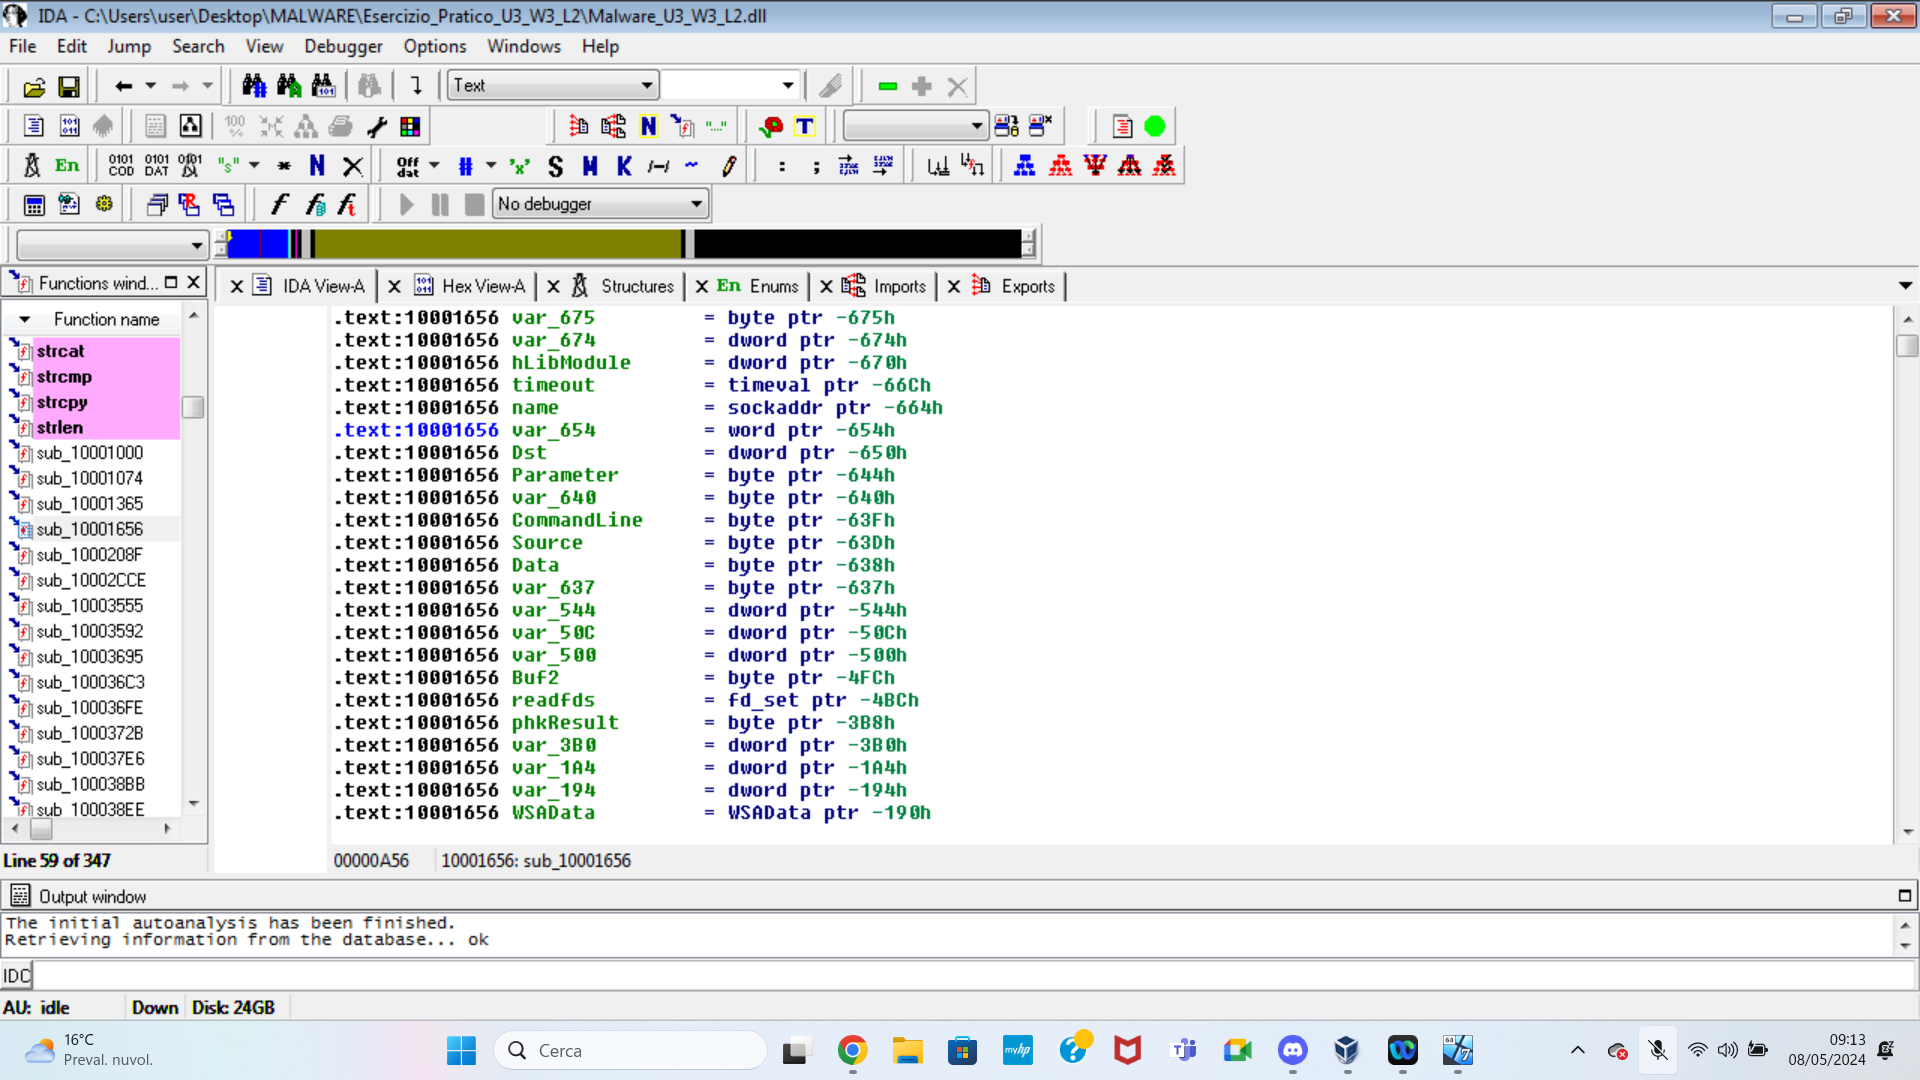 IDA - C:\Users\user\Desktop\MALWARE\Esercizio_Pratico_U3_W3_L2\Malware_U3_W3_L2.dll
File Edit Jump Search View Debugger Options Windows Help
Text
No debugger
Functions wind...
IDA View-A
Hex View-A
Structures
En Enums
Imports
Exports
Function name
strcat
strcmp
strcpy
strlen
sub_10001000
sub_10001074
sub_10001365
sub_10001656
sub_1000208F
sub_10002CCE
sub_10003555
sub_10003592
sub_10003695
sub_100036C3
sub_100036FE
sub_1000372B
sub_100037E6
sub_100038BB
sub_100038EE
Line 59 of 347
.text:10001656 var_675 = byte ptr -675h
.text:10001656 var_674 = dword ptr -674h
.text:10001656 hLibModule = dword ptr -670h
.text:10001656 timeout = timeval ptr -66Ch
.text:10001656 name = sockaddr ptr -664h
.text:10001656 var_654 = word ptr -654h
.text:10001656 Dst = dword ptr -650h
.text:10001656 Parameter = byte ptr -644h
.text:10001656 var_640 = byte ptr -640h
.text:10001656 CommandLine = byte ptr -63Fh
.text:10001656 Source = byte ptr -63Dh
.text:10001656 Data = byte ptr -638h
.text:10001656 var_637 = byte ptr -637h
.text:10001656 var_544 = dword ptr -544h
.text:10001656 var_50C = dword ptr -50Ch
.text:10001656 var_500 = dword ptr -500h
.text:10001656 Buf2 = byte ptr -4FCh
.text:10001656 readfds = fd_set ptr -4BCh
.text:10001656 phkResult = byte ptr -3B8h
.text:10001656 var_3B0 = dword ptr -3B0h
.text:10001656 var_1A4 = dword ptr -1A4h
.text:10001656 var_194 = dword ptr -194h
.text:10001656 WSAData = WSAData ptr -190h
00000A56 10001656: sub_10001656
Output window
The initial autoanalysis has been finished.
Retrieving information from the database... ok
IDC
AU: idle Down Disk: 24GB
16°C
Preval. nuvol.
Cerca
09:13
08/05/2024